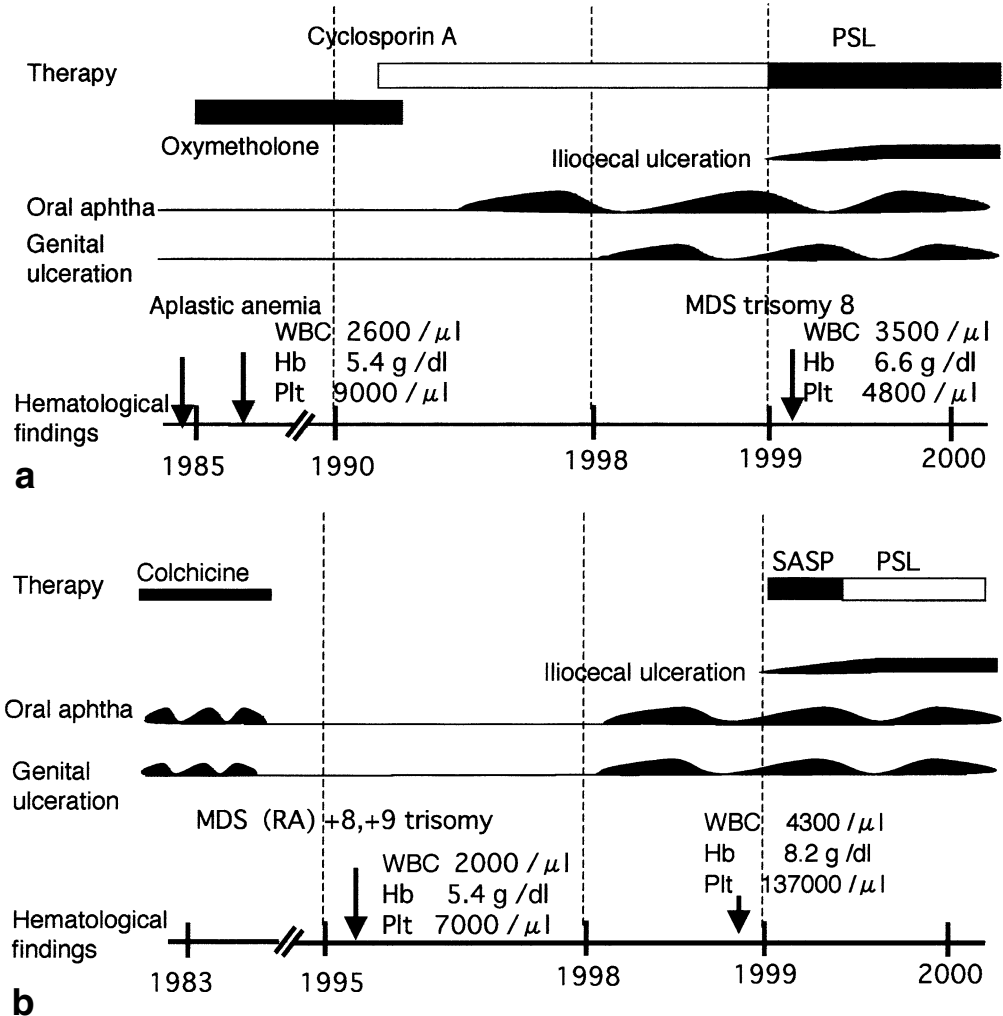 Cyclosporin A
PSL
Therapy
Oxymetholone
Iliocecal ulceration
Oral aphtha
Genital
ulceration
Aplastic anemia
MDS trisomy 8
WBC 2600 / µl
WBC 3500 / µl
Hb 5.4 g /dl
Hb 6.6 g /dl
Plt 9000 / µl
Plt 4800 / µl
Hematological
findings
1985 1990 1998 1999 2000
a
SASP PSL
Colchicine
Therapy
Iliocecal ulceration
Oral aphtha
Genital
ulceration
MDS (RA) +8,+9 trisomy
WBC 4300 / µl
WBC 2000 / µl
Hb 8.2 g /dl
Hb 5.4 g /dl
Plt 137000 / µl
Plt 7000 / µl
Hematological
findings
1983 1995 1998 1999 2000
b